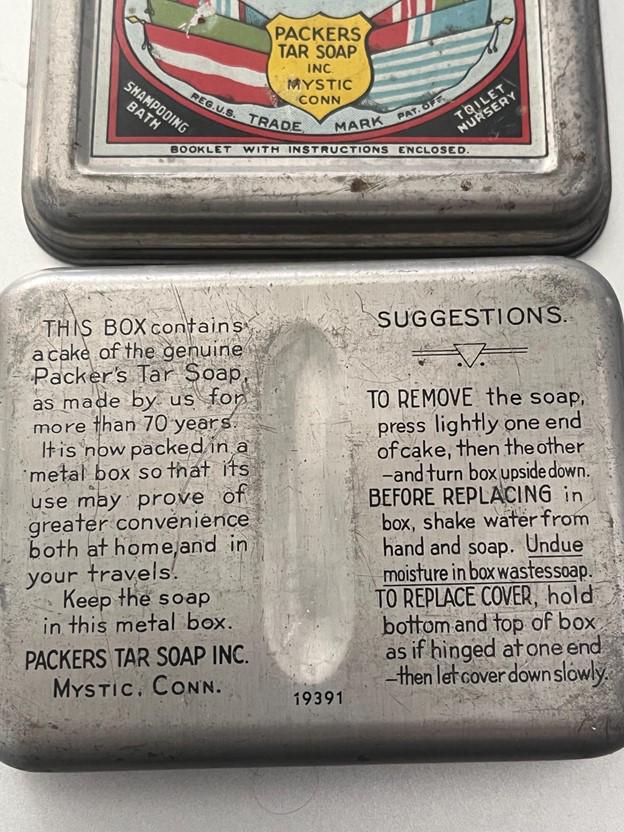 PACKERS
TAR SOAP
INC.
MYSTIC
CONN
SHAMPOOING
BATH
REG. U.S. TRADE MARK PAT. OFF.
TOILET
NURSERY
BOOKLET WITH INSTRUCTIONS ENCLOSED.
THIS BOX contains
a cake of the genuine
Packer's Tar Soap,
as made by us for
more than 70 years.
It is now packed in a
metal box so that its
use may prove of
greater convenience
both at home, and in
your travels.
Keep the soap
in this metal box.
PACKERS TAR SOAP INC.
MYSTIC, CONN.
19391
SUGGESTIONS.
TO REMOVE the soap,
press lightly one end
of cake, then the other
—and turn box upside down.
BEFORE REPLACING in
box, shake water from
hand and soap. Undue
moisture in box wastes soap.
TO REPLACE COVER, hold
bottom and top of box
as if hinged at one end
—then let cover down slowly.